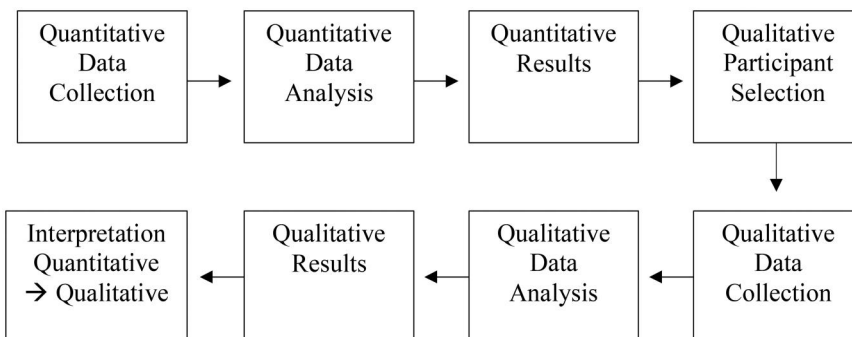 Quantitative
Data
Collection
Quantitative
Data
Analysis
Quantitative
Results
Qualitative
Participant
Selection
Qualitative
Data
Collection
Qualitative
Data
Analysis
Qualitative
Results
Interpretation
Quantitative
→ Qualitative